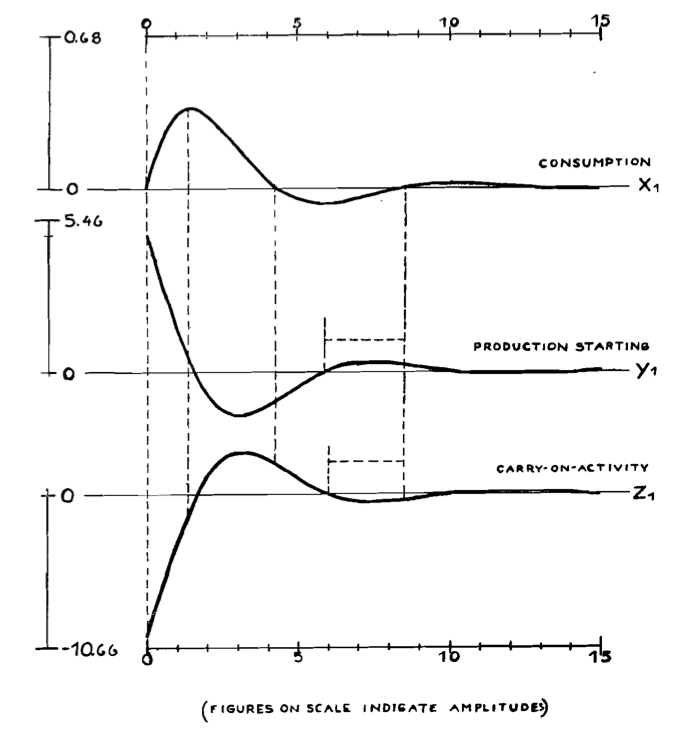 0 5 10 15
0.68
CONSUMPTION
0 X1
5.46
PRODUCTION STARTING
0 Y1
CARRY-ON-ACTIVITY
0 Z1
-10.66
0 5 10 15
(FIGURES ON SCALE INDICATE AMPLITUDES)